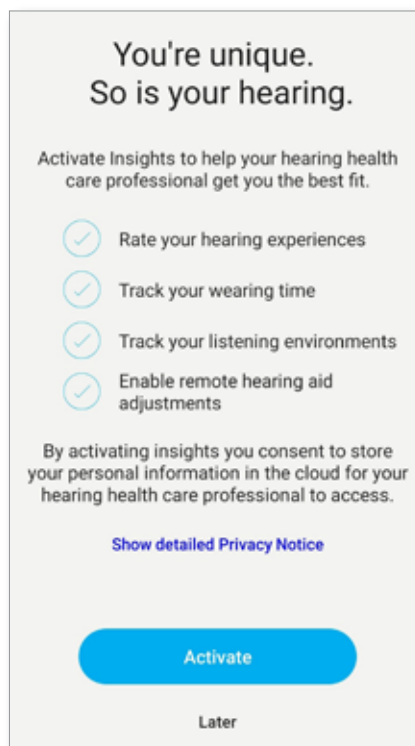 You're unique.
So is your hearing.
Activate Insights to help your hearing health
care professional get you the best fit.
Rate your hearing experiences
Track your wearing time
Track your listening environments
Enable remote hearing aid
adjustments
By activating insights you consent to store
your personal information in the cloud for your
hearing health care professional to access.
Show detailed Privacy Notice
Activate
Later